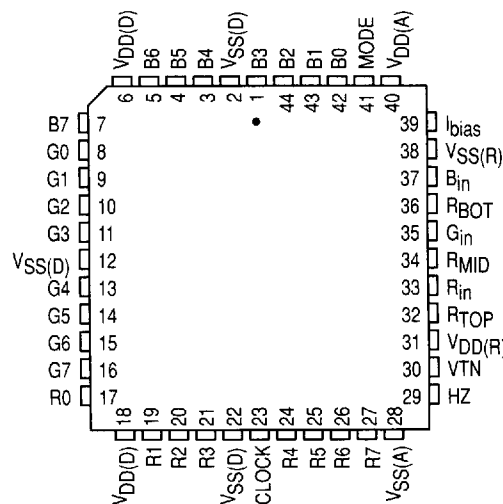 VDD(D) B6 B5 B4 VSS(D) B3 B2 B1 B0 MODE VDD(A)
6 5 4 3 2 1 44 43 42 41 40
B7 7 39 Ibias
G0 8 38 VSS(R)
G1 9 37 Bin
G2 10 36 RBOT
G3 11 35 Gin
VSS(D) 12 34 RMID
G4 13 33 Rin
G5 14 32 RTOP
G6 15 31 VDD(R)
G7 16 30 VTN
R0 17 29 HZ
18 19 20 21 22 23 24 25 26 27 28
VDD(D) R1 R2 R3 VSS(D) CLOCK R4 R5 R6 R7 VSS(A)